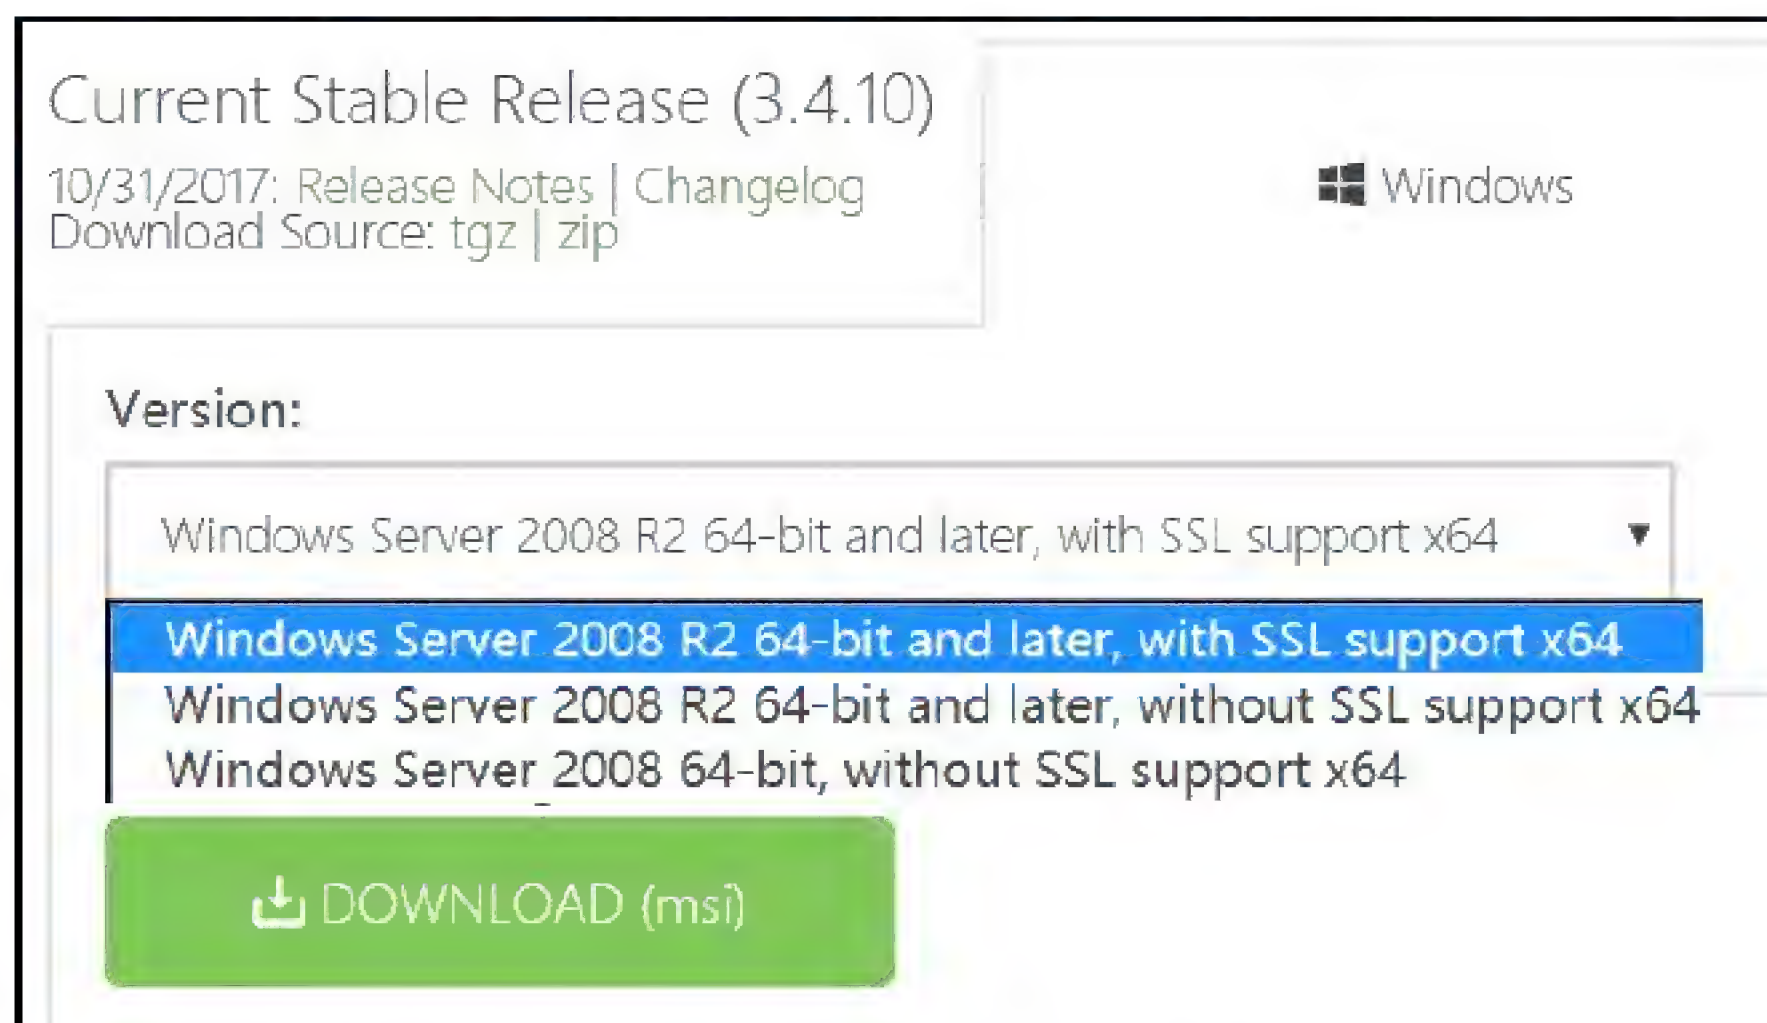 Current Stable Release (3.4.10)
10/31/2017: Release Notes | Changelog
Download Source: tgz | zip
Windows
Version:
Windows Server 2008 R2 64-bit and later, with SSL support x64
Windows Server 2008 R2 64-bit and later, with SSL support x64
Windows Server 2008 R2 64-bit and later, without SSL support x64
Windows Server 2008 64-bit, without SSL support x64
DOWNLOAD (msi)